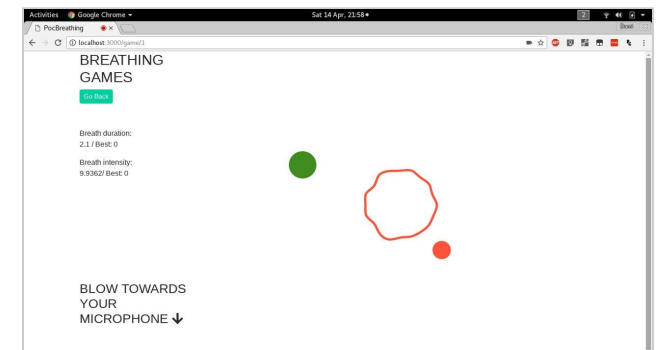 Activities Google Chrome ▾ Sat 14 Apr, 21:58● 2
PocBreathing
localhost:3000/game/1
BREATHING
GAMES
Go Back
Breath duration:
2.1 / Best: 0
Breath intensity:
9.9362/ Best: 0
BLOW TOWARDS
YOUR
MICROPHONE